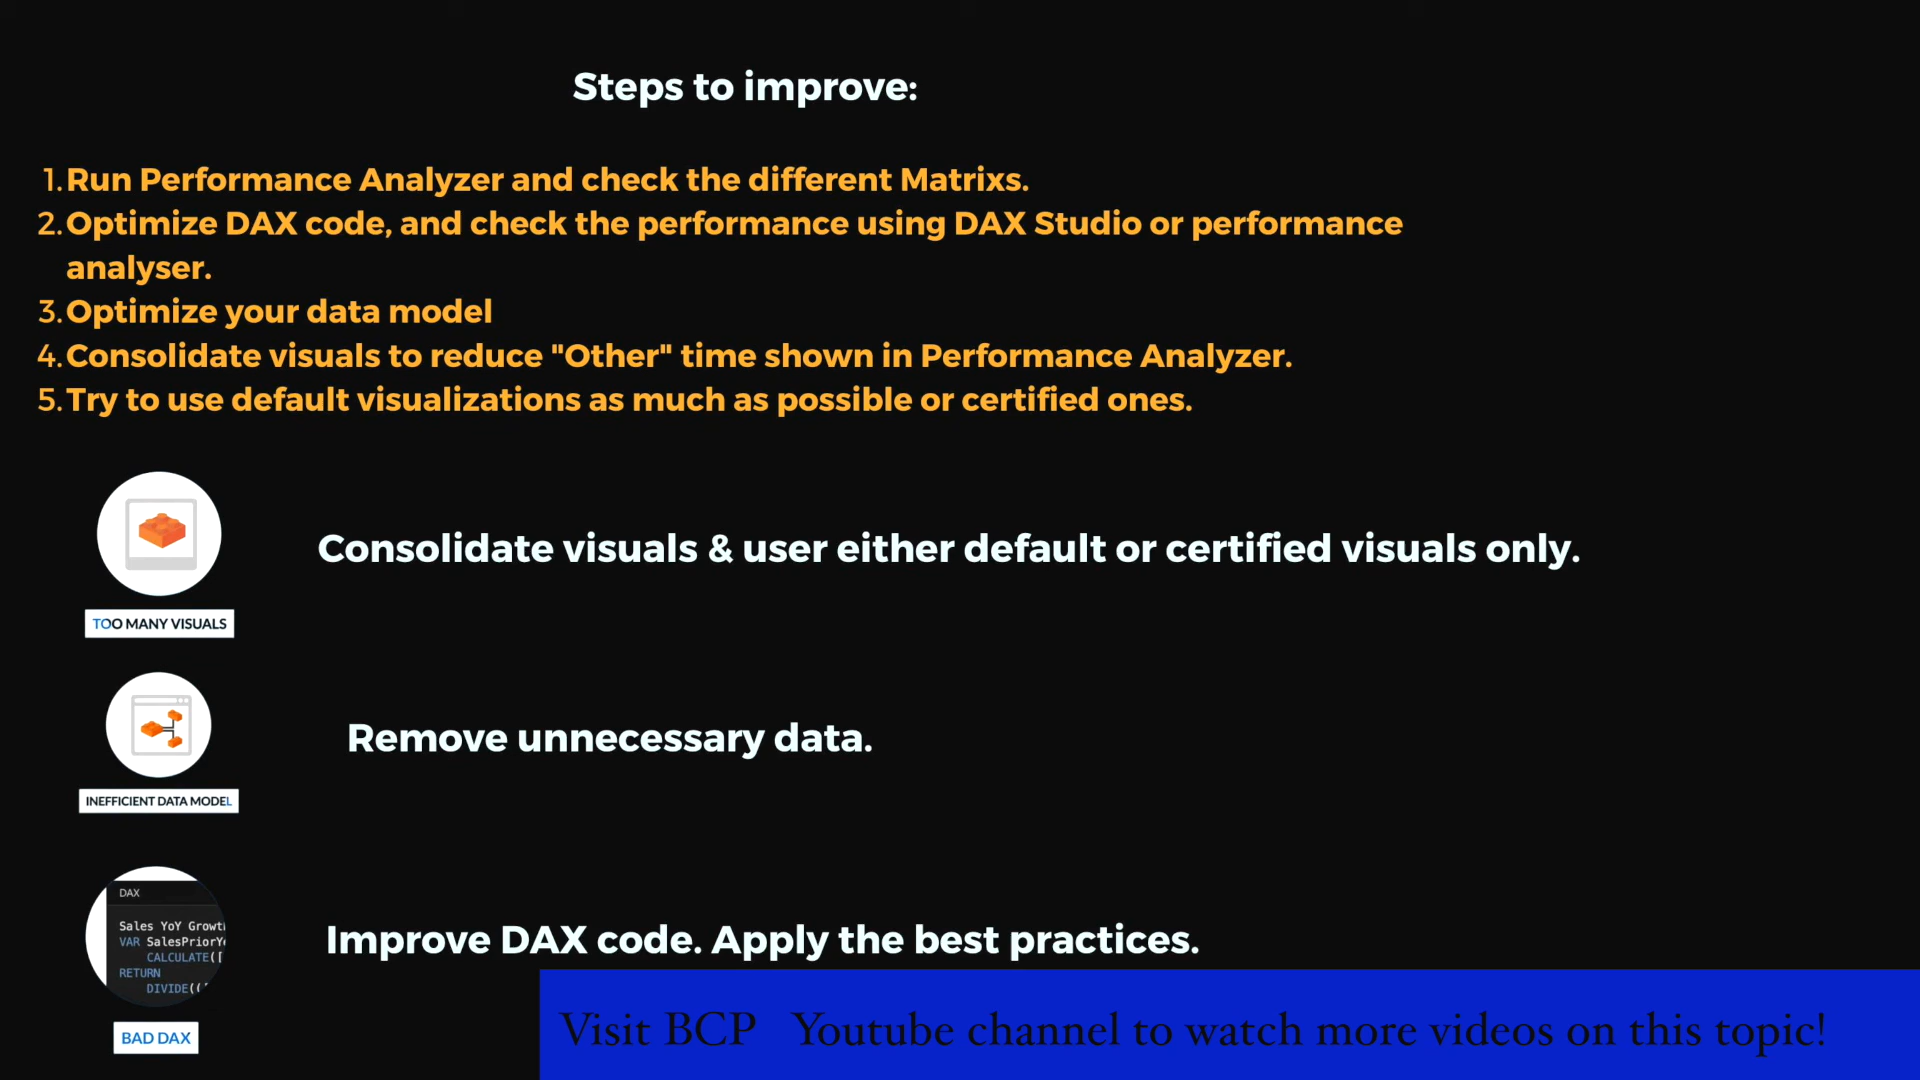 Steps to improve:
1. Run Performance Analyzer and check the different Matrixs.
2. Optimize DAX code, and check the performance using DAX Studio or performance
analyser.
3. Optimize your data model
4. Consolidate visuals to reduce "Other" time shown in Performance Analyzer.
5. Try to use default visualizations as much as possible or certified ones.
Consolidate visuals & user either default or certified visuals only.
TOO MANY VISUALS
Remove unnecessary data.
INEFFICIENT DATA MODEL
DAX
Sales YoY Growt
VAR SalesPriorY
CALCULATE([
RETURN
DIVIDE((
Improve DAX code. Apply the best practices.
BAD DAX
Visit BCP Youtube channel to watch more videos on this topic!